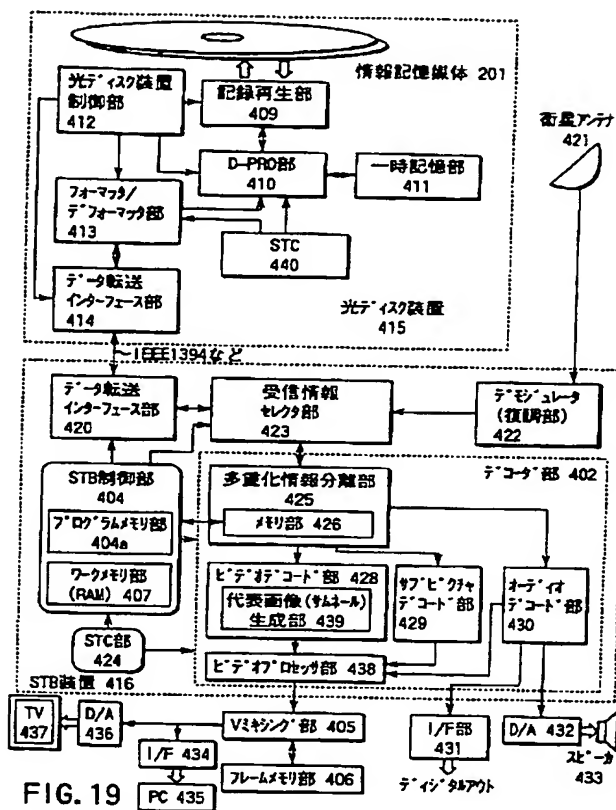 情報記憶媒体 201
光ディスク装置
制御部
412
記録再生部
409
衛星アンテナ
421
D-PRO部
410
一時記憶部
411
フォーマッタ/
デフォーマッタ部
413
STC
440
データ転送
インターフェース部
414
光ディスク装置
415
~IEEE1394など
データ転送
インターフェース部
420
受信情報
セレクタ部
423
デモジュレータ
(復調部)
422
デコーダ部 402
STB制御部
404
プログラムメモリ部
404a
ワークメモリ部
(RAM) 407
多重化情報分離部
425
メモリ部 426
ビデオデコード部 428
代表画像(サムネール)
生成部 439
サブピクチャ
デコード部
429
オーディオ
デコード部
430
STC部
424
ビデオプロセッサ部 438
STB装置 416
TV
437
D/A
436
Vミキシング部 405
I/F部
431
D/A 432
スピーカ
433
I/F 434
フレームメモリ部 406
ディジタルアウト
PC 435
FIG. 19